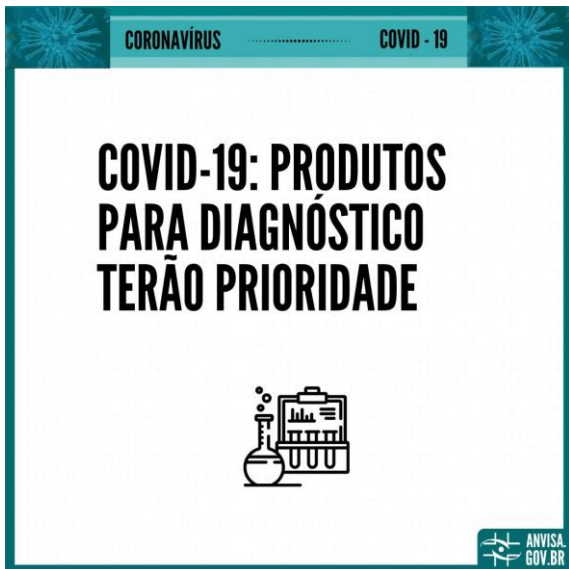 CORONAVÍRUS COVID - 19
COVID-19: PRODUTOS
PARA DIAGNÓSTICO
TERÃO PRIORIDADE
ANVISA.
GOV.BR